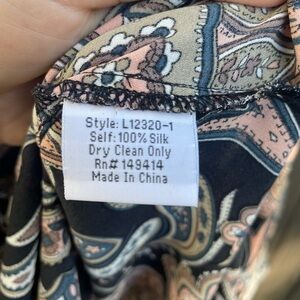 Style: L12320-1
Self: 100% Silk
Dry Clean Only
Rn# 149414
Made In China